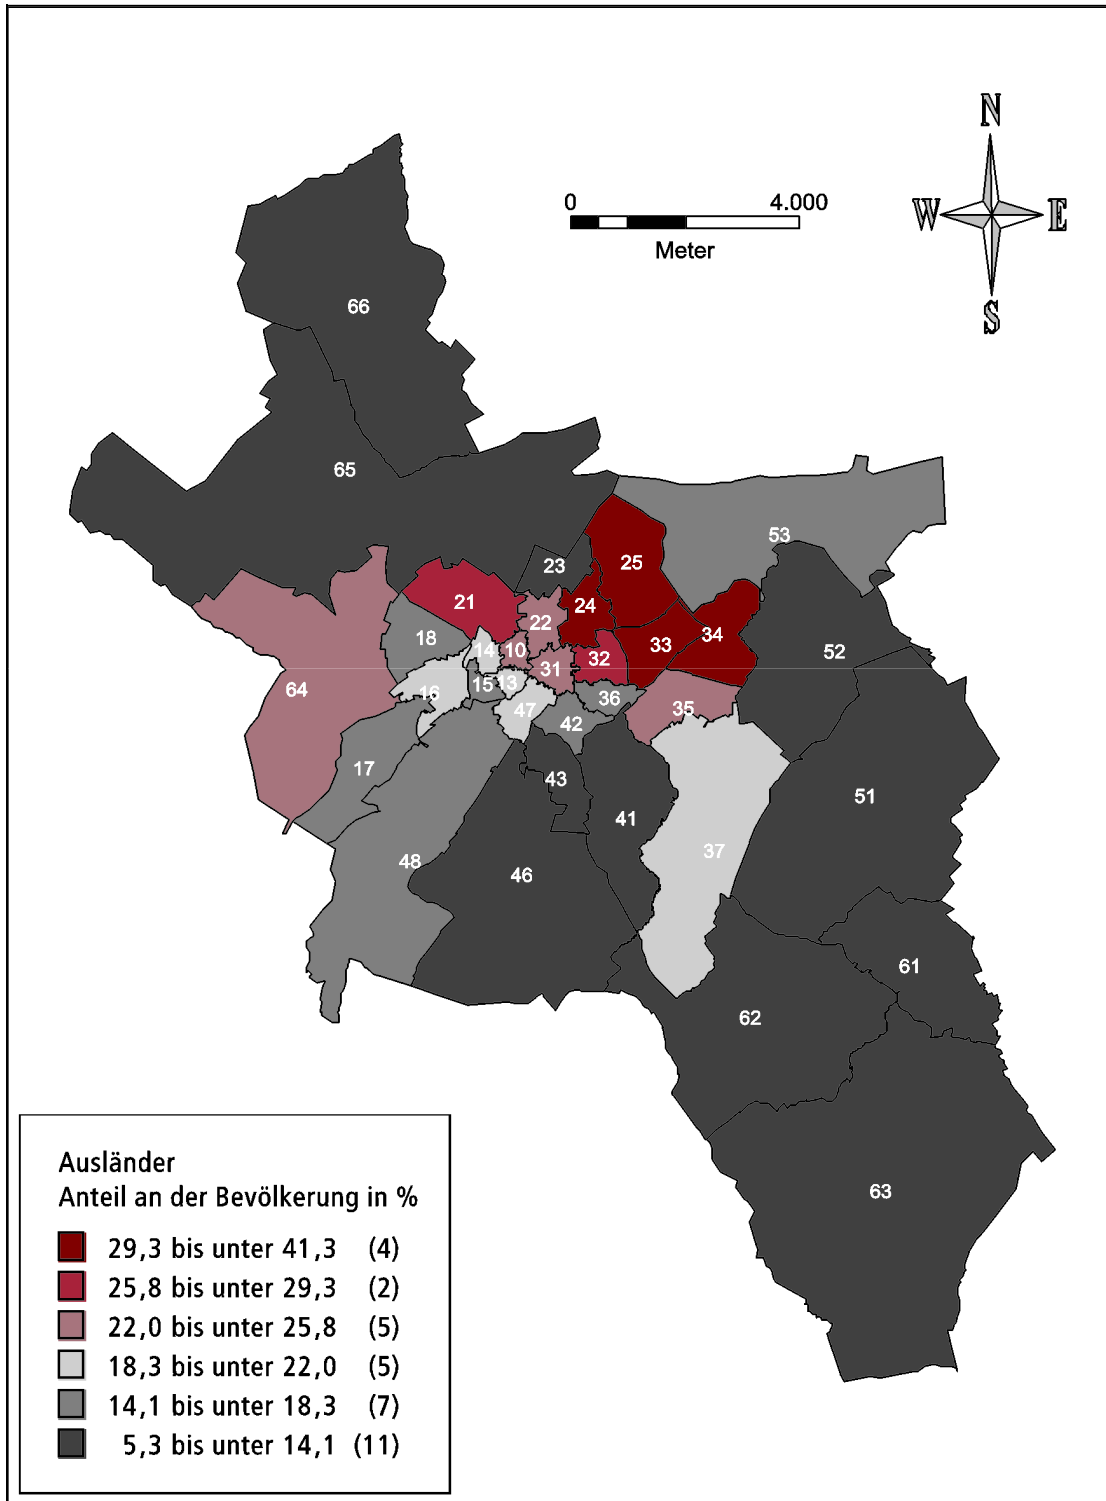 N
0 4.000
W E
Meter
S
66
65
53
25
23
24
21
22
18
34
33
14
10
32
52
31
15
13
16
64
36
47
35
42
17
43
51
41
37
48
46
61
62
63
Ausländer
Anteil an der Bevölkerung in %
29,3 bis unter 41,3 (4)
25,8 bis unter 29,3 (2)
22,0 bis unter 25,8 (5)
18,3 bis unter 22,0 (5)
14,1 bis unter 18,3 (7)
5,3 bis unter 14,1 (11)